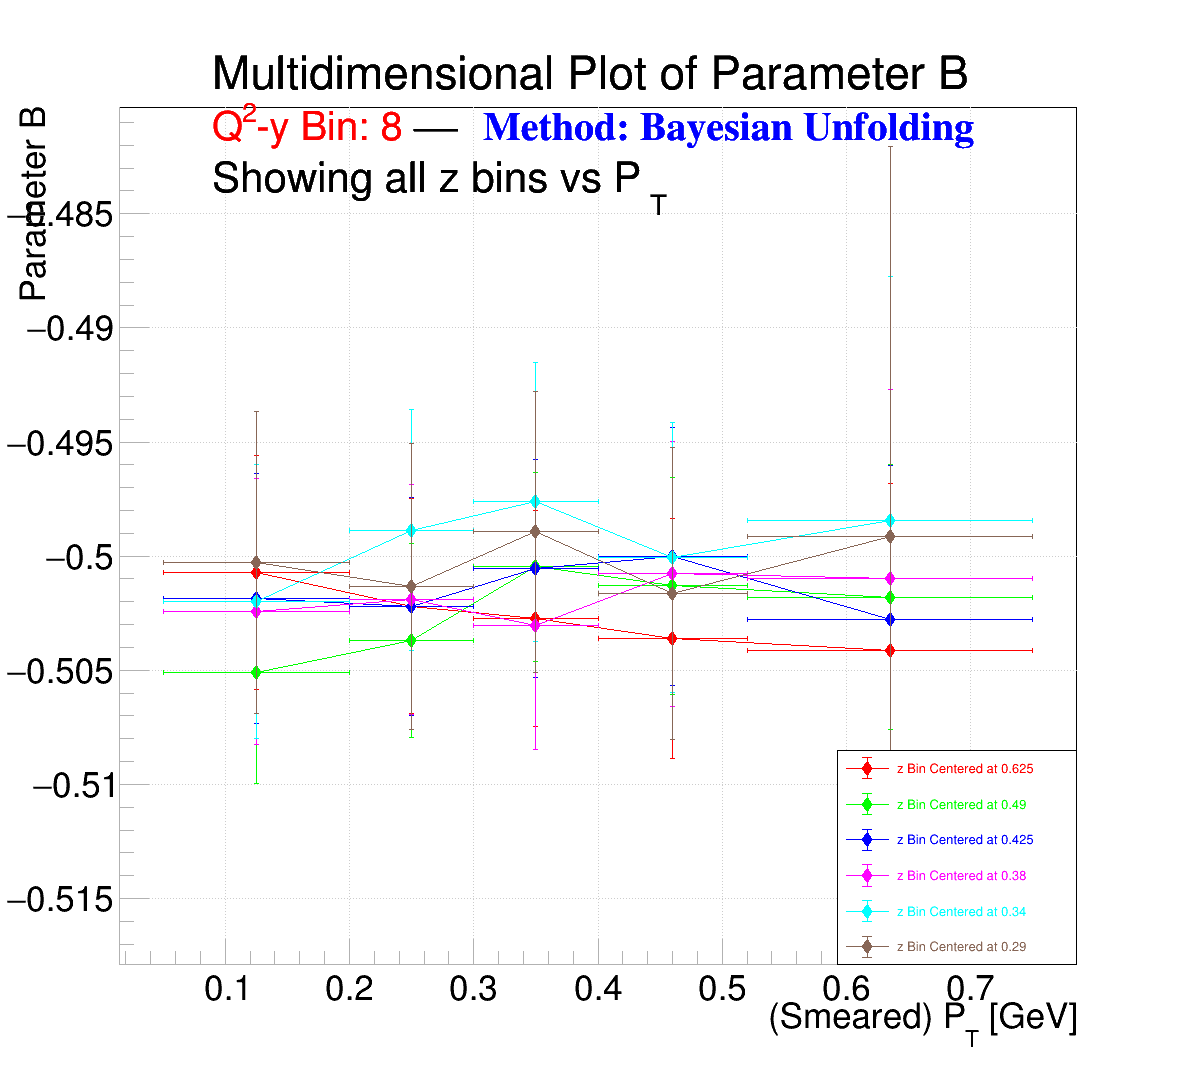 Multidimensional Plot of Parameter B
Q²-y Bin: 8 — Method: Bayesian Unfolding
Showing all z bins vs P_T
Parameter B
−0.485
−0.49
−0.495
−0.5
−0.505
−0.51
−0.515
z Bin Centered at 0.625
z Bin Centered at 0.49
z Bin Centered at 0.425
z Bin Centered at 0.38
z Bin Centered at 0.34
z Bin Centered at 0.29
0.1 0.2 0.3 0.4 0.5 0.6 0.7
(Smeared) P_T [GeV]